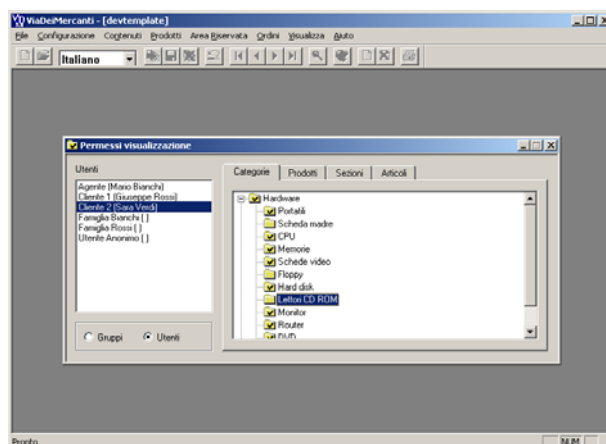 ViaDeiMercanti - [devtemplate]
File Configurazione Contenuti Prodotti Area Riservata Ordini Visualizza Aiuto
Italiano
Permessi visualizzazione
Utenti
Agente (Mario Bianchi)
Cliente 1 (Giuseppe Rossi)
Cliente 2 (Sara Verdi)
Famiglia Bianchi ( )
Famiglia Rossi ( )
Utente Anonimo ( )
Gruppi Utenti
Categorie Prodotti Sezioni Articoli
Hardware
Portatili
Scheda madre
CPU
Memorie
Schede video
Floppy
Hard disk
Lettori CD ROM
Monitor
Router
DVD
Pronto NUM